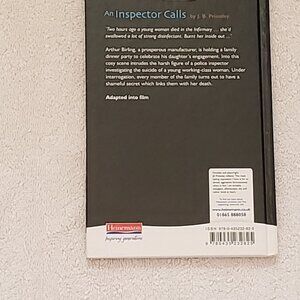 An Inspector Calls by J. B. Priestley
Two hours ago a young woman died in the Infirmary ... she'd
swallowed a lot of strong disinfectant. Burnt her inside out ...'
Arthur Birling, a prosperous manufacturer, is holding a family
dinner party to celebrate his daughter's engagement. Into this
cosy scene intrudes the harsh figure of a police inspector
investigating the suicide of a young working-class woman. Under
interrogation, every member of the family turns out to have a
shameful secret which links them with her death.
Adapted into film
Heinemann
Inspiring generations
01865 888058
ISBN 978-0-435232-82-5
9 780435 232825